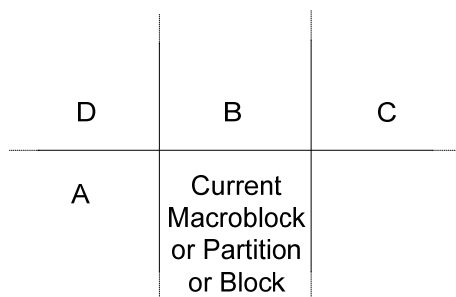 D B C
A
Current
Macroblock
or Partition
or Block